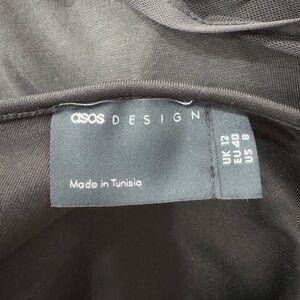 asos DESIGN
Made in Tunisia
UK 12
EU 40
US 8